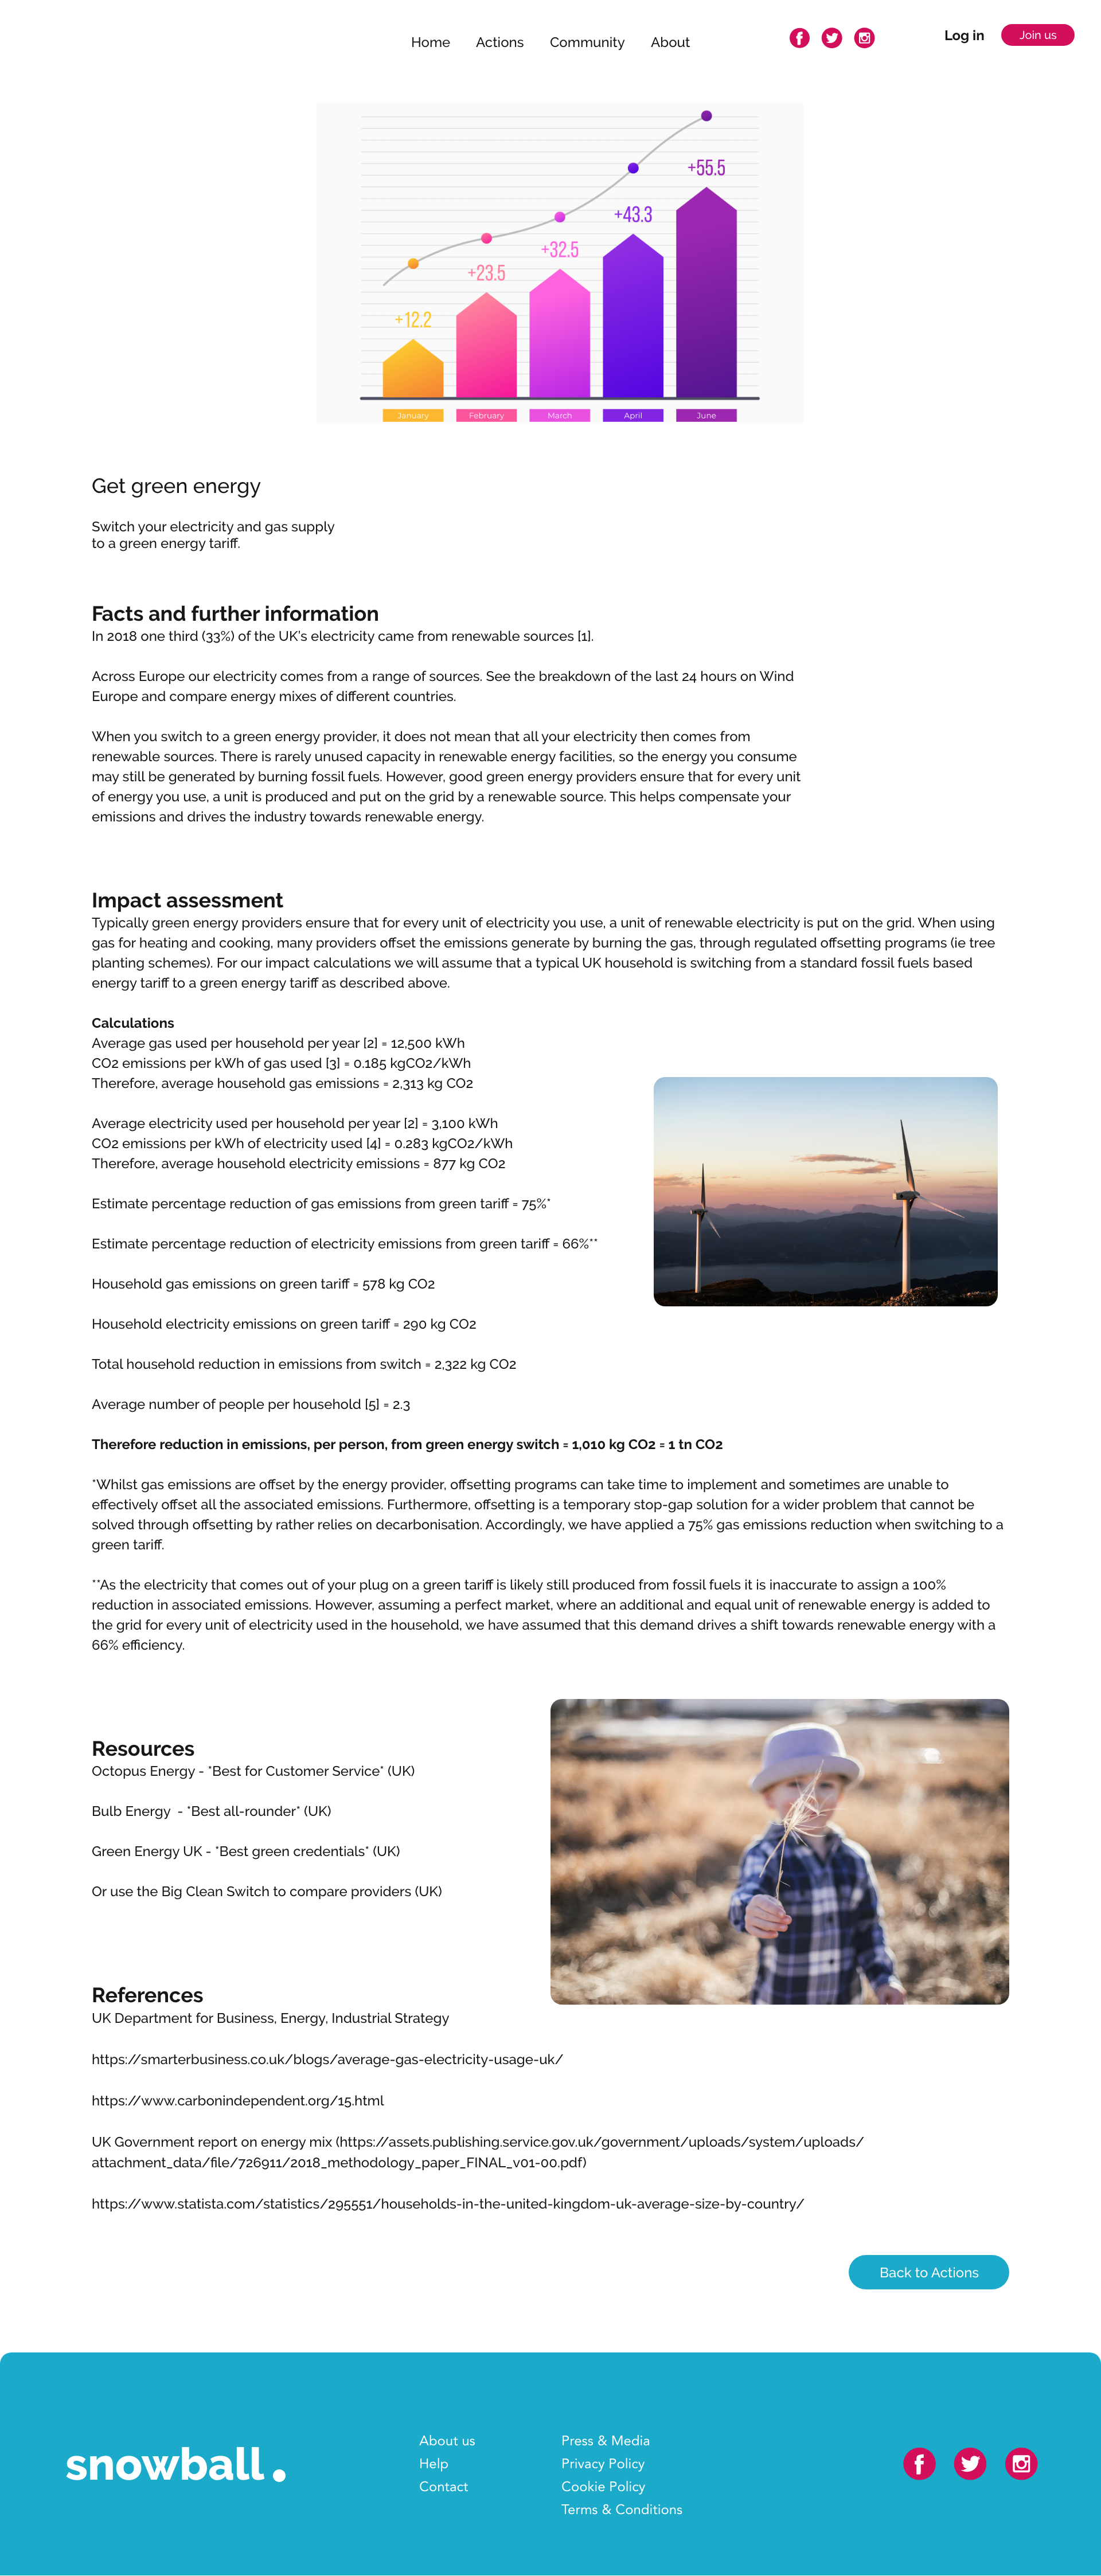 Home Actions Community About Log in Join us
+55.5
+43.3
+32.5
+23.5
+12.2
January February March April June
Get green energy
Switch your electricity and gas supply
to a green energy tariff.
Facts and further information
In 2018 one third (33%) of the UK's electricity came from renewable sources [1].
Across Europe our electricity comes from a range of sources. See the breakdown of the last 24 hours on Wind
Europe and compare energy mixes of different countries.
When you switch to a green energy provider, it does not mean that all your electricity then comes from
renewable sources. There is rarely unused capacity in renewable energy facilities, so the energy you consume
may still be generated by burning fossil fuels. However, good green energy providers ensure that for every unit
of energy you use, a unit is produced and put on the grid by a renewable source. This helps compensate your
emissions and drives the industry towards renewable energy.
Impact assessment
Typically green energy providers ensure that for every unit of electricity you use, a unit of renewable electricity is put on the grid. When using
gas for heating and cooking, many providers offset the emissions generate by burning the gas, through regulated offsetting programs (ie tree
planting schemes). For our impact calculations we will assume that a typical UK household is switching from a standard fossil fuels based
energy tariff to a green energy tariff as described above.
Calculations
Average gas used per household per year [2] = 12,500 kWh
CO2 emissions per kWh of gas used [3] = 0.185 kgCO2/kWh
Therefore, average household gas emissions = 2,313 kg CO2
Average electricity used per household per year [2] = 3,100 kWh
CO2 emissions per kWh of electricity used [4] = 0.283 kgCO2/kWh
Therefore, average household electricity emissions = 877 kg CO2
Estimate percentage reduction of gas emissions from green tariff = 75%*
Estimate percentage reduction of electricity emissions from green tariff = 66%**
Household gas emissions on green tariff = 578 kg CO2
Household electricity emissions on green tariff = 290 kg CO2
Total household reduction in emissions from switch = 2,322 kg CO2
Average number of people per household [5] = 2.3
Therefore reduction in emissions, per person, from green energy switch = 1,010 kg CO2 = 1 tn CO2
*Whilst gas emissions are offset by the energy provider, offsetting programs can take time to implement and sometimes are unable to
effectively offset all the associated emissions. Furthermore, offsetting is a temporary stop-gap solution for a wider problem that cannot be
solved through offsetting by rather relies on decarbonisation. Accordingly, we have applied a 75% gas emissions reduction when switching to a
green tariff.
**As the electricity that comes out of your plug on a green tariff is likely still produced from fossil fuels it is inaccurate to assign a 100%
reduction in associated emissions. However, assuming a perfect market, where an additional and equal unit of renewable energy is added to
the grid for every unit of electricity used in the household, we have assumed that this demand drives a shift towards renewable energy with a
66% efficiency.
Resources
Octopus Energy - "Best for Customer Service" (UK)
Bulb Energy - "Best all-rounder" (UK)
Green Energy UK - "Best green credentials" (UK)
Or use the Big Clean Switch to compare providers (UK)
References
UK Department for Business, Energy, Industrial Strategy
https://smarterbusiness.co.uk/blogs/average-gas-electricity-usage-uk/
https://www.carbonindependent.org/15.html
UK Government report on energy mix (https://assets.publishing.service.gov.uk/government/uploads/system/uploads/
attachment_data/file/726911/2018_methodology_paper_FINAL_v01-00.pdf)
https://www.statista.com/statistics/295551/households-in-the-united-kingdom-uk-average-size-by-country/
Back to Actions
snowball.
About us
Help
Contact
Press & Media
Privacy Policy
Cookie Policy
Terms & Conditions